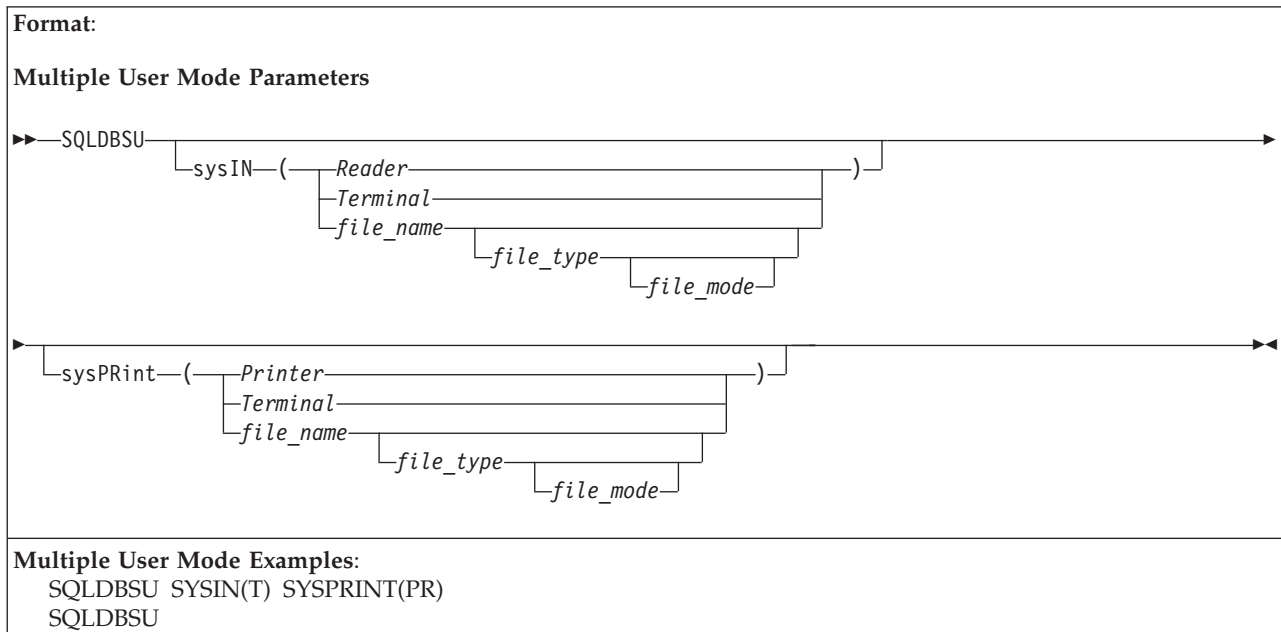 Format:
Multiple User Mode Parameters
SQLDBSU
sysIN ( Reader )
Terminal
file_name
file_type
file_mode
sysPRint ( Printer )
Terminal
file_name
file_type
file_mode
Multiple User Mode Examples:
SQLDBSU SYSIN(T) SYSPRINT(PR)
SQLDBSU